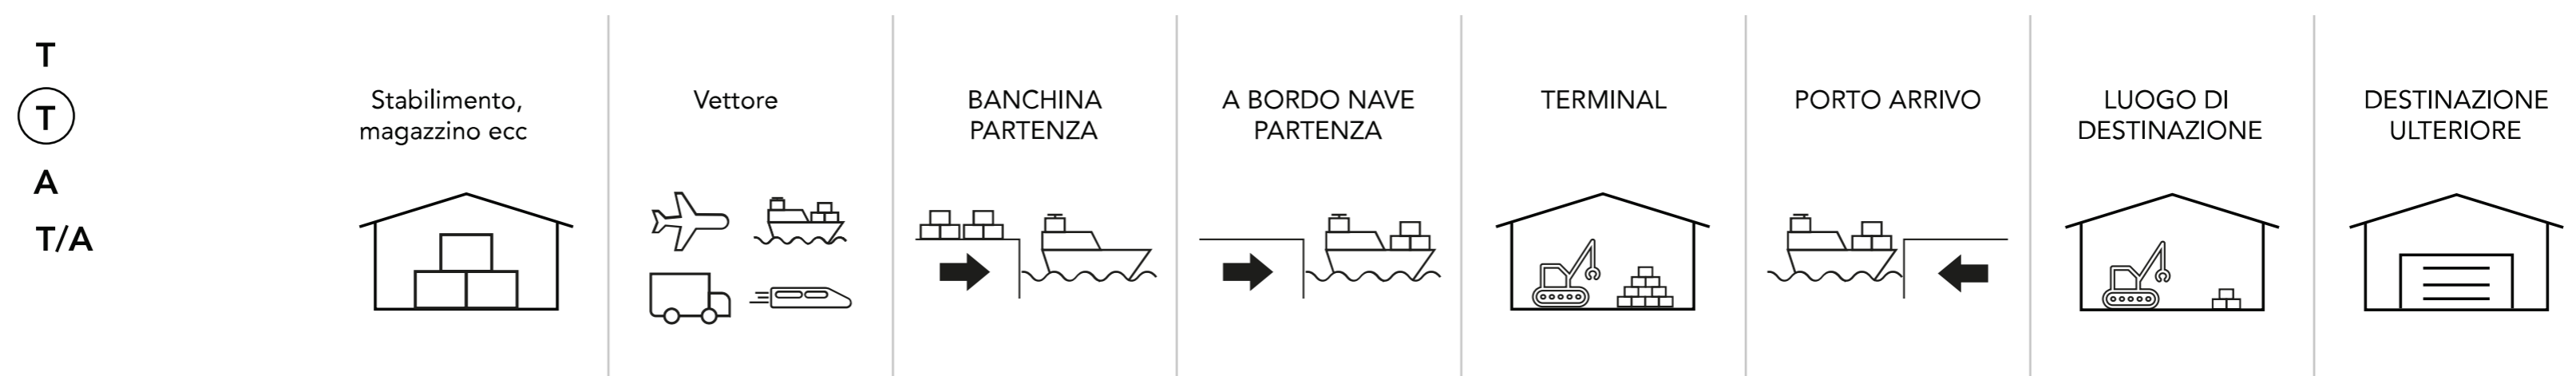 T
T
A
T/A
Stabilimento,
magazzino ecc
Vettore
BANCHINA
PARTENZA
A BORDO NAVE
PARTENZA
TERMINAL
PORTO ARRIVO
LUOGO DI
DESTINAZIONE
DESTINAZIONE
ULTERIORE